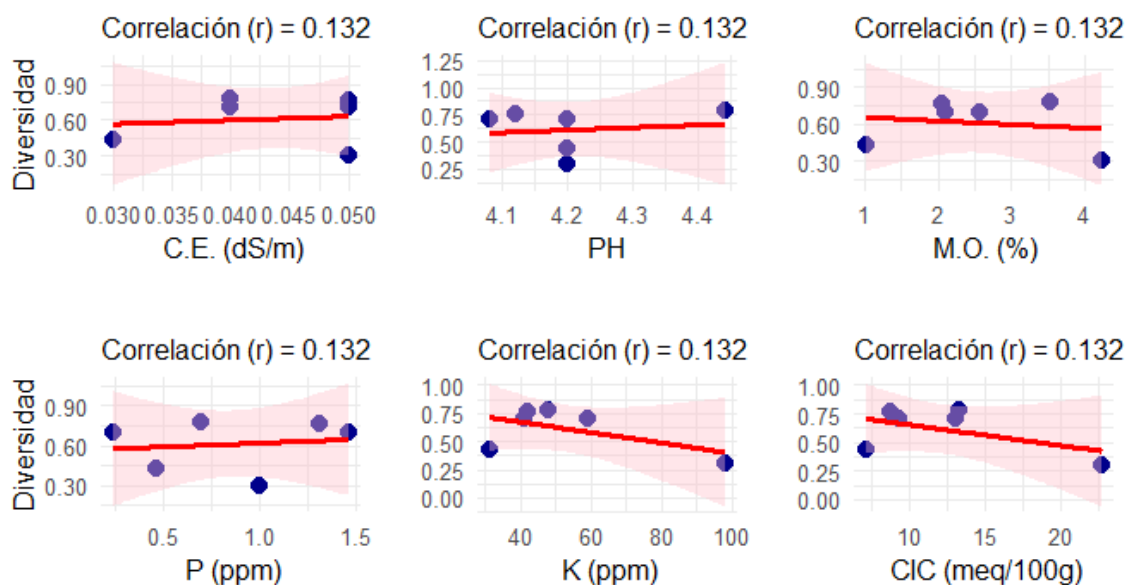 Correlación (r) = 0.132
Correlación (r) = 0.132
Correlación (r) = 0.132
Diversidad
0.90
0.60
0.30
0.030 0.035 0.040 0.045 0.050
C.E. (dS/m)
1.25
1.00
0.75
0.50
0.25
4.1 4.2 4.3 4.4
PH
0.90
0.60
0.30
1 2 3 4
M.O. (%)
Correlación (r) = 0.132
Correlación (r) = 0.132
Correlación (r) = 0.132
Diversidad
0.90
0.60
0.30
0.5 1.0 1.5
P (ppm)
1.00
0.75
0.50
0.25
0.00
40 60 80 100
K (ppm)
1.00
0.75
0.50
0.25
0.00
10 15 20
CIC (meq/100g)